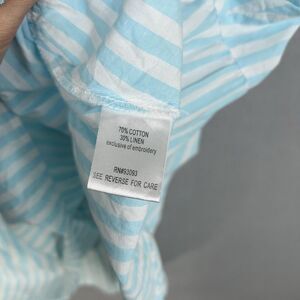 70% COTTON
30% LINEN
exclusive of embroidery
RN#93093
SEE REVERSE FOR CARE